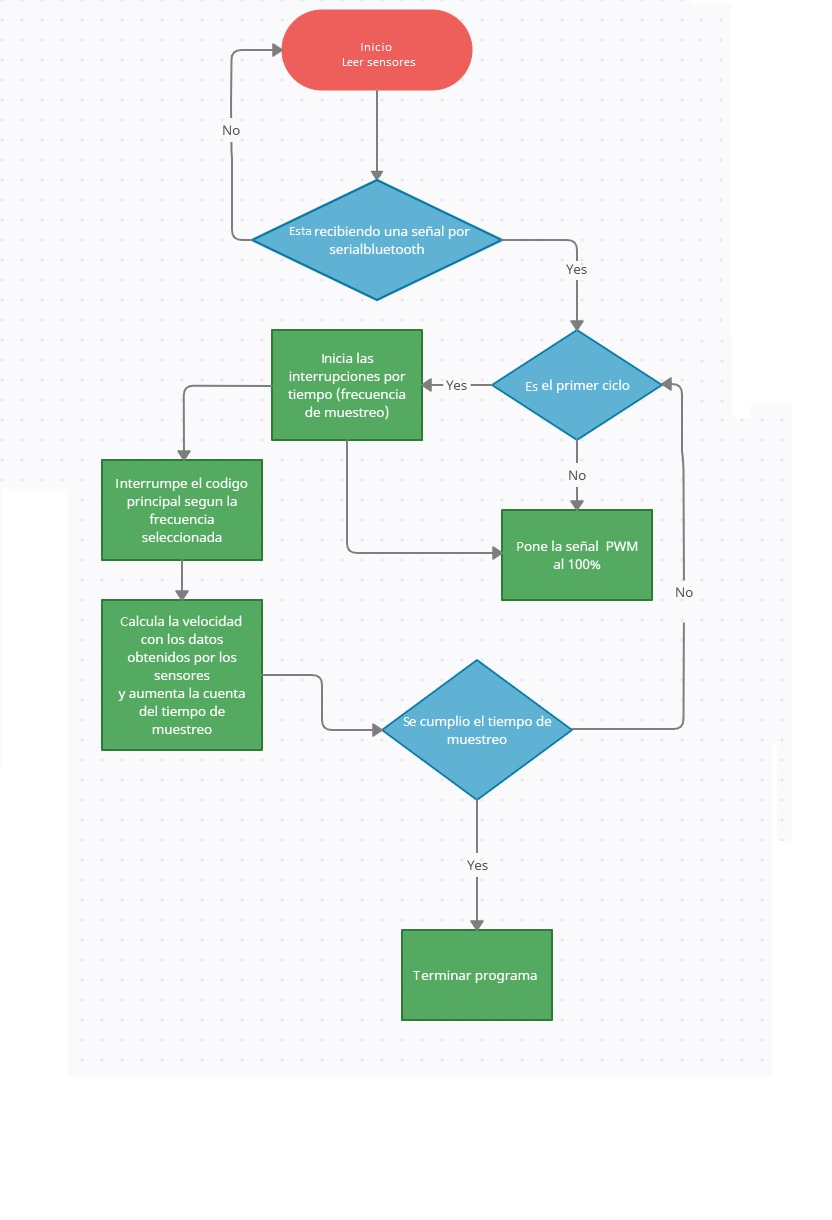 Inicio
Leer sensores
No
Esta recibiendo una señal por
serialbluetooth
Yes
Inicia las
interrupciones por
tiempo (frecuencia
de muestreo)
Yes
Es el primer ciclo
No
Interrumpe el codigo
principal segun la
frecuencia
seleccionada
Pone la señal  PWM
al 100%
No
Calcula la velocidad
con los datos
obtenidos por los
sensores
y aumenta la cuenta
del tiempo de
muestreo
Se cumplio el tiempo de
muestreo
Yes
Terminar programa